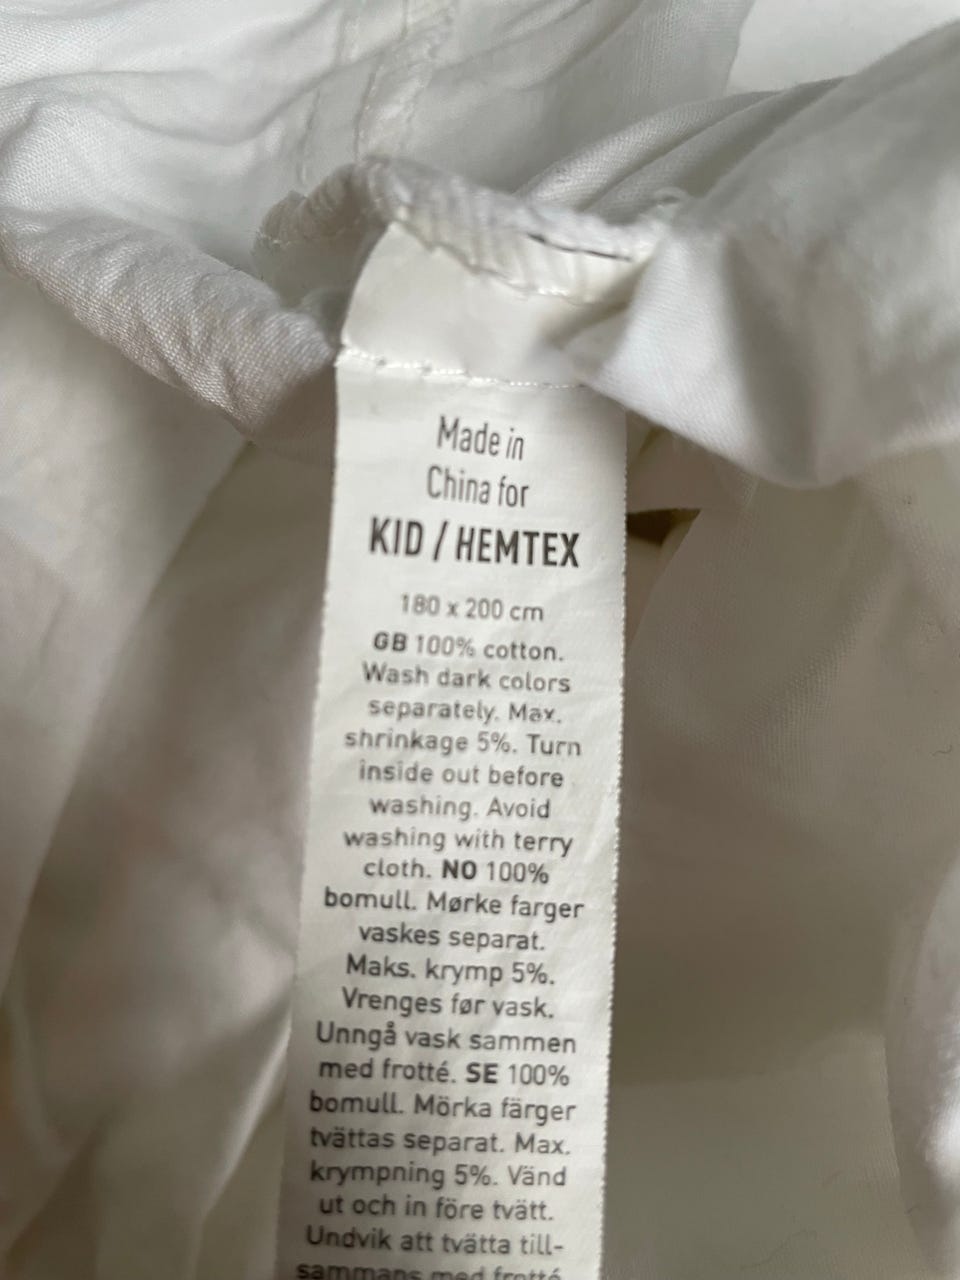 Made in
China for
KID / HEMTEX
180 x 200 cm
GB 100% cotton.
Wash dark colors
separately. Max.
shrinkage 5%. Turn
inside out before
washing. Avoid
washing with terry
cloth. NO 100%
bomull. Mørke farger
vaskes separat.
Maks. krymp 5%.
Vrenges før vask.
Unngå vask sammen
med frotté. SE 100%
bomull. Mörka färger
tvättas separat. Max.
krympning 5%. Vänd
ut och in före tvätt.
Undvik att tvätta till-
sammans med frotté.